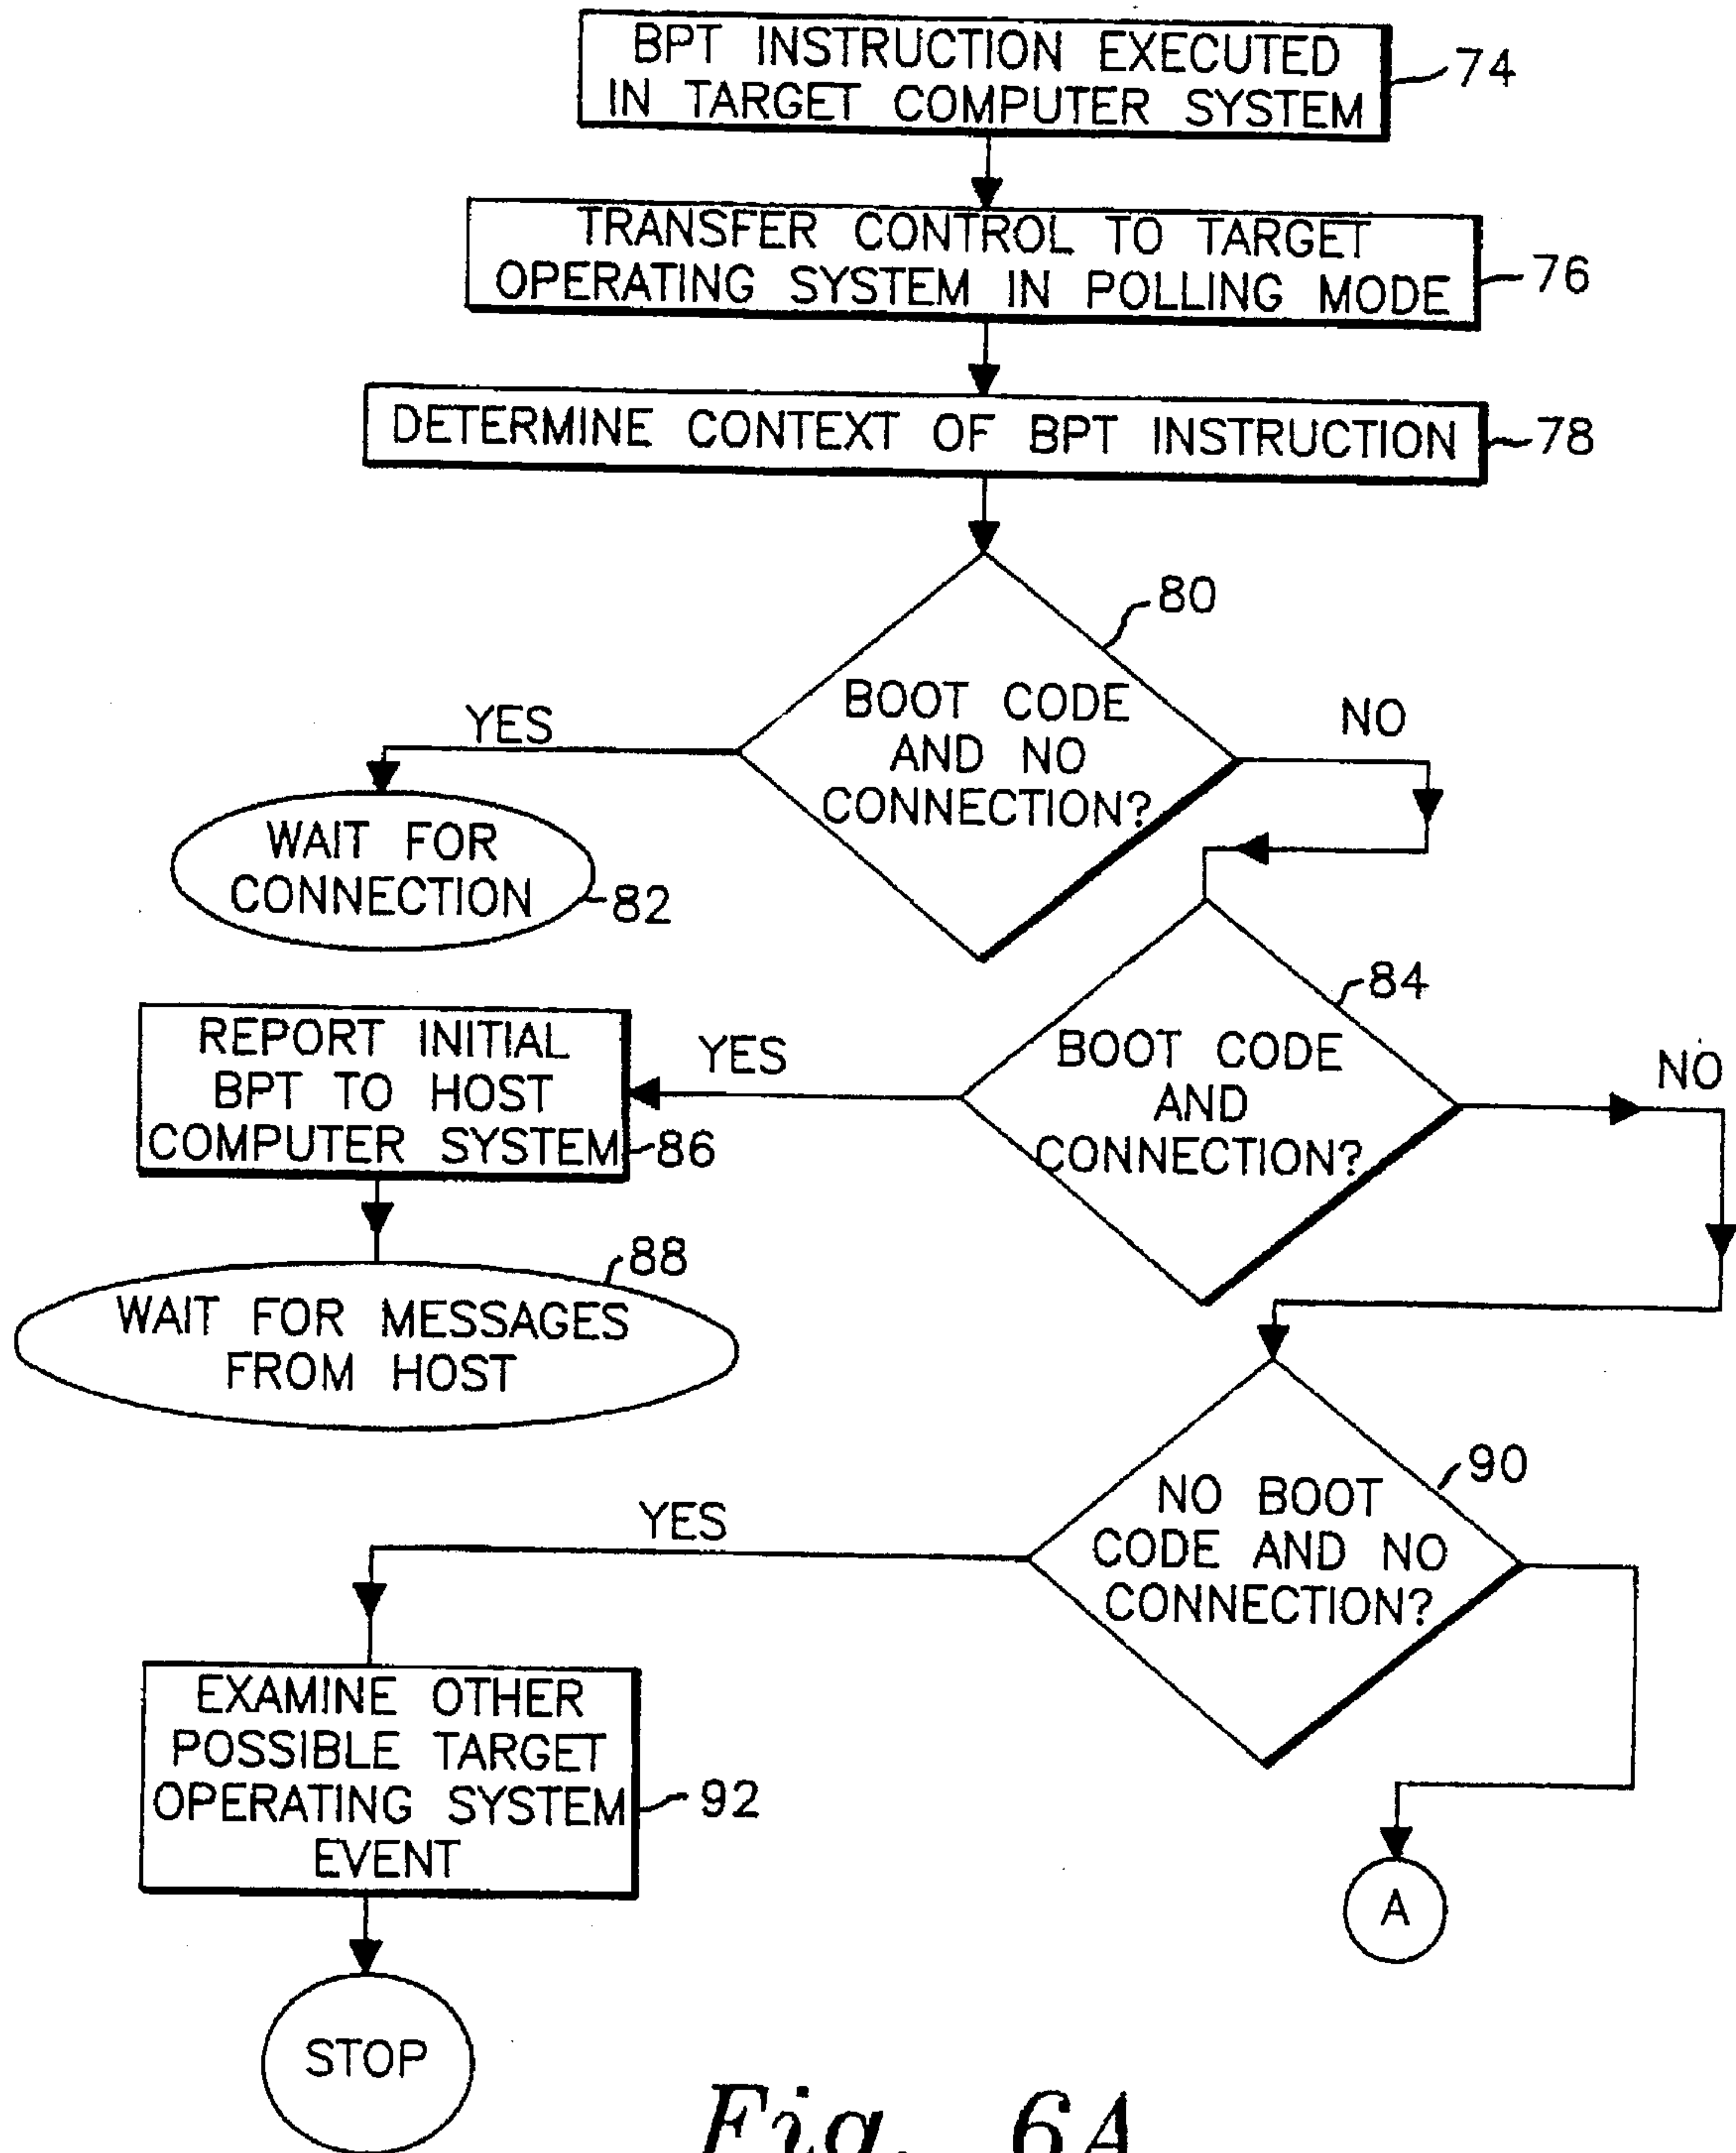 BPT INSTRUCTION EXECUTED
IN TARGET COMPUTER SYSTEM
74
TRANSFER CONTROL TO TARGET
OPERATING SYSTEM IN POLLING MODE
76
DETERMINE CONTEXT OF BPT INSTRUCTION
78
80
BOOT CODE
AND NO
CONNECTION?
YES
NO
WAIT FOR
CONNECTION
82
84
BOOT CODE
AND
CONNECTION?
YES
NO
REPORT INITIAL
BPT TO HOST
COMPUTER SYSTEM
86
88
WAIT FOR MESSAGES
FROM HOST
90
NO BOOT
CODE AND NO
CONNECTION?
YES
EXAMINE OTHER
POSSIBLE TARGET
OPERATING SYSTEM
EVENT
92
A
STOP
Fig. 6A